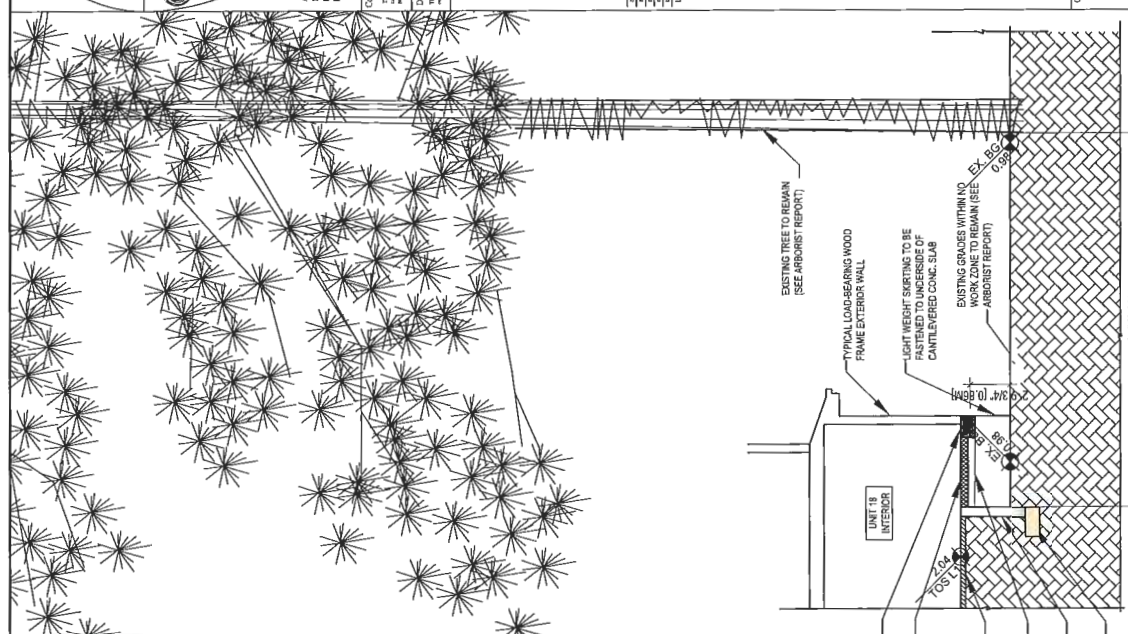 EXISTING TREE TO REMAIN
(SEE ARBORIST REPORT)
TYPICAL LOAD-BEARING WOOD
FRAME EXTERIOR WALL
LIGHT WEIGHT SKIRTING TO BE
FASTENED TO UNDERSIDE OF
CANTILEVERED CONC. SLAB
EXISTING GRADES WITHIN NO
WORK ZONE TO REMAIN (SEE
ARBORIST REPORT)
EX. BG
0.98
2'-9 3/4" [0.86M]
EX. B
0.98
UNIT 18
INTERIOR
2.04
TOS L1